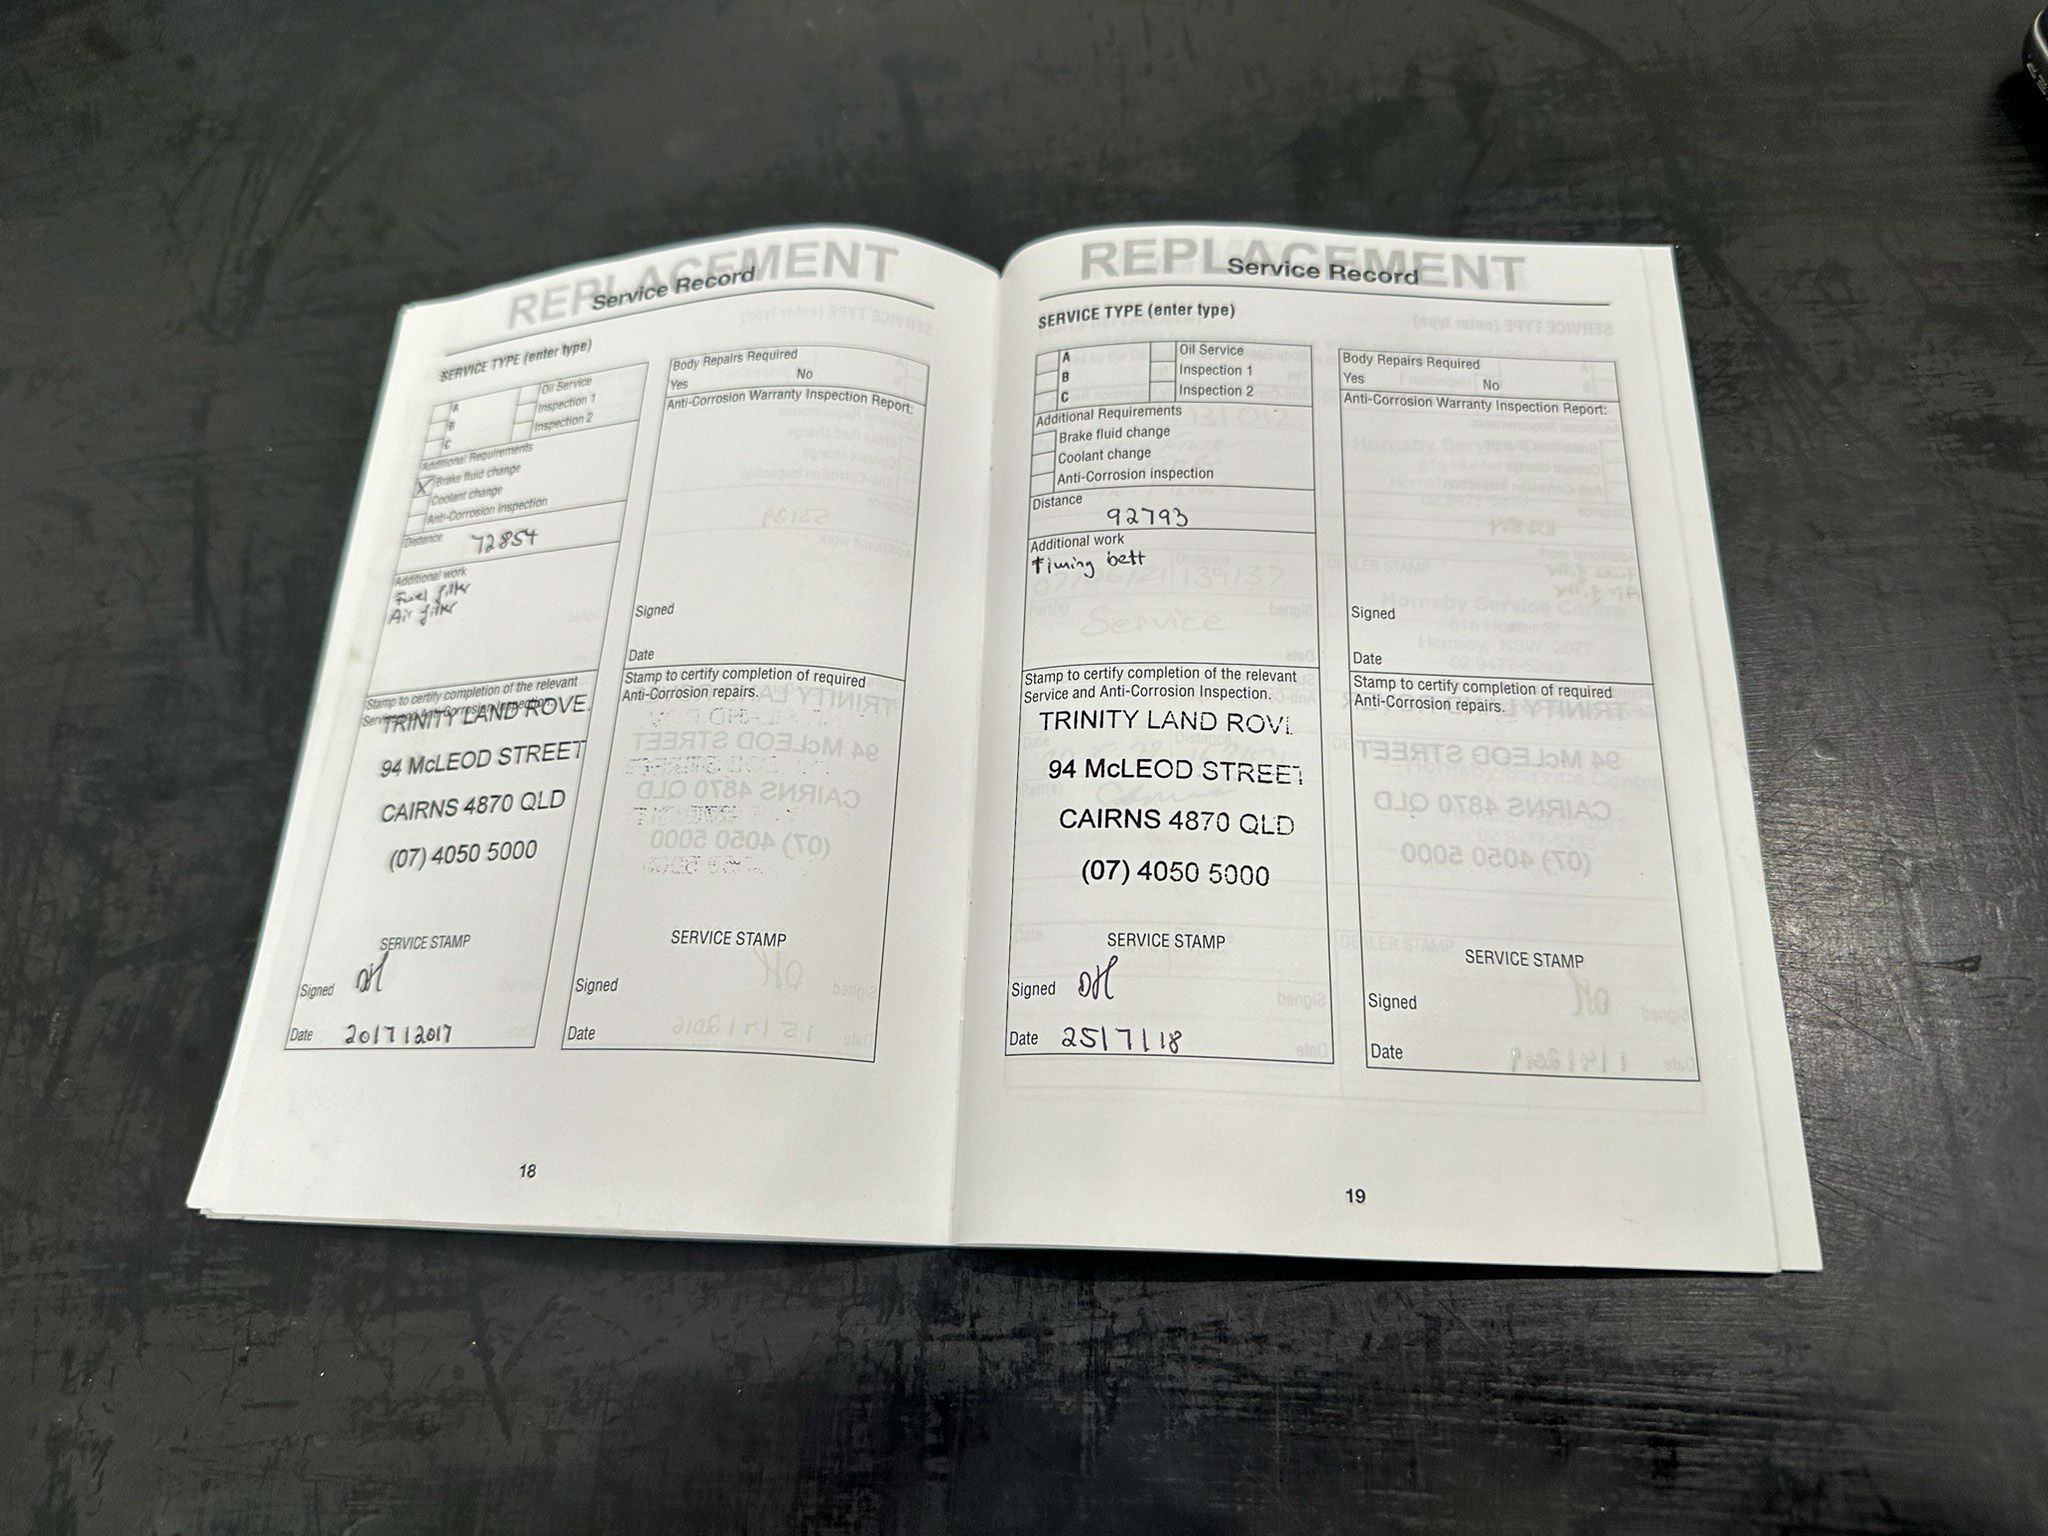 REPLACEMENT
Service Record
SERVICE TYPE (enter type)
A
B
C
Oil Service
Inspection 1
Inspection 2
Additional Requirements
X Brake fluid change
Coolant change
Anti-Corrosion inspection
Distance 72854
Additional work
Fuel filter
Air filter
Stamp to certify completion of the relevant
Service and Anti-Corrosion Inspection.
TRINITY LAND ROVE
94 McLEOD STREET
CAIRNS 4870 QLD
(07) 4050 5000
SERVICE STAMP
Signed
Date 20/7/2017
Body Repairs Required
Yes No
Anti-Corrosion Warranty Inspection Report:
Signed
Date
Stamp to certify completion of required
Anti-Corrosion repairs.
SERVICE STAMP
Signed
Date
18
REPLACEMENT
Service Record
SERVICE TYPE (enter type)
A
B
C
Oil Service
Inspection 1
Inspection 2
Additional Requirements
Brake fluid change
Coolant change
Anti-Corrosion inspection
Distance
92793
Additional work
Timing belt
Stamp to certify completion of the relevant
Service and Anti-Corrosion Inspection.
TRINITY LAND ROV
94 McLEOD STREET
CAIRNS 4870 QLD
(07) 4050 5000
SERVICE STAMP
Signed
Date 25/7/18
Body Repairs Required
Yes No
Anti-Corrosion Warranty Inspection Report:
Signed
Date
Stamp to certify completion of required
Anti-Corrosion repairs.
SERVICE STAMP
Signed
Date
19